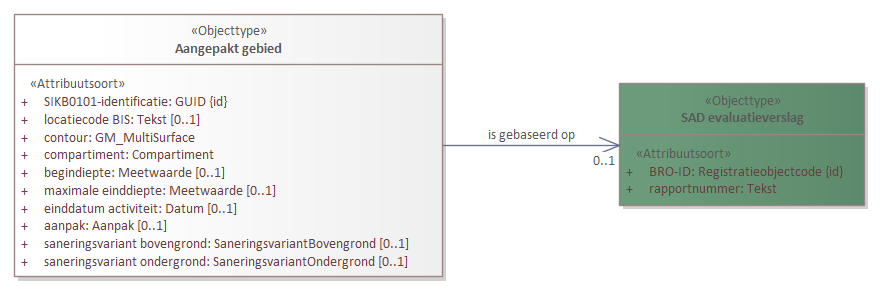 «Objecttype»
Aangepakt gebied
«Attribuutsoort»
+ SIKB0101-identificatie: GUID {id}
+ locatiecode BIS: Tekst [0..1]
+ contour: GM_MultiSurface
+ compartiment: Compartiment
+ begindiepte: Meetwaarde [0..1]
+ maximale einddiepte: Meetwaarde [0..1]
+ einddatum activiteit: Datum [0..1]
+ aanpak: Aanpak [0..1]
+ saneringsvariant bovengrond: SaneringsvariantBovengrond [0..1]
+ saneringsvariant ondergrond: SaneringsvariantOndergrond [0..1]
is gebaseerd op
0..1
«Objecttype»
SAD evaluatieverslag
«Attribuutsoort»
+ BRO-ID: Registratieobjectcode {id}
+ rapportnummer: Tekst